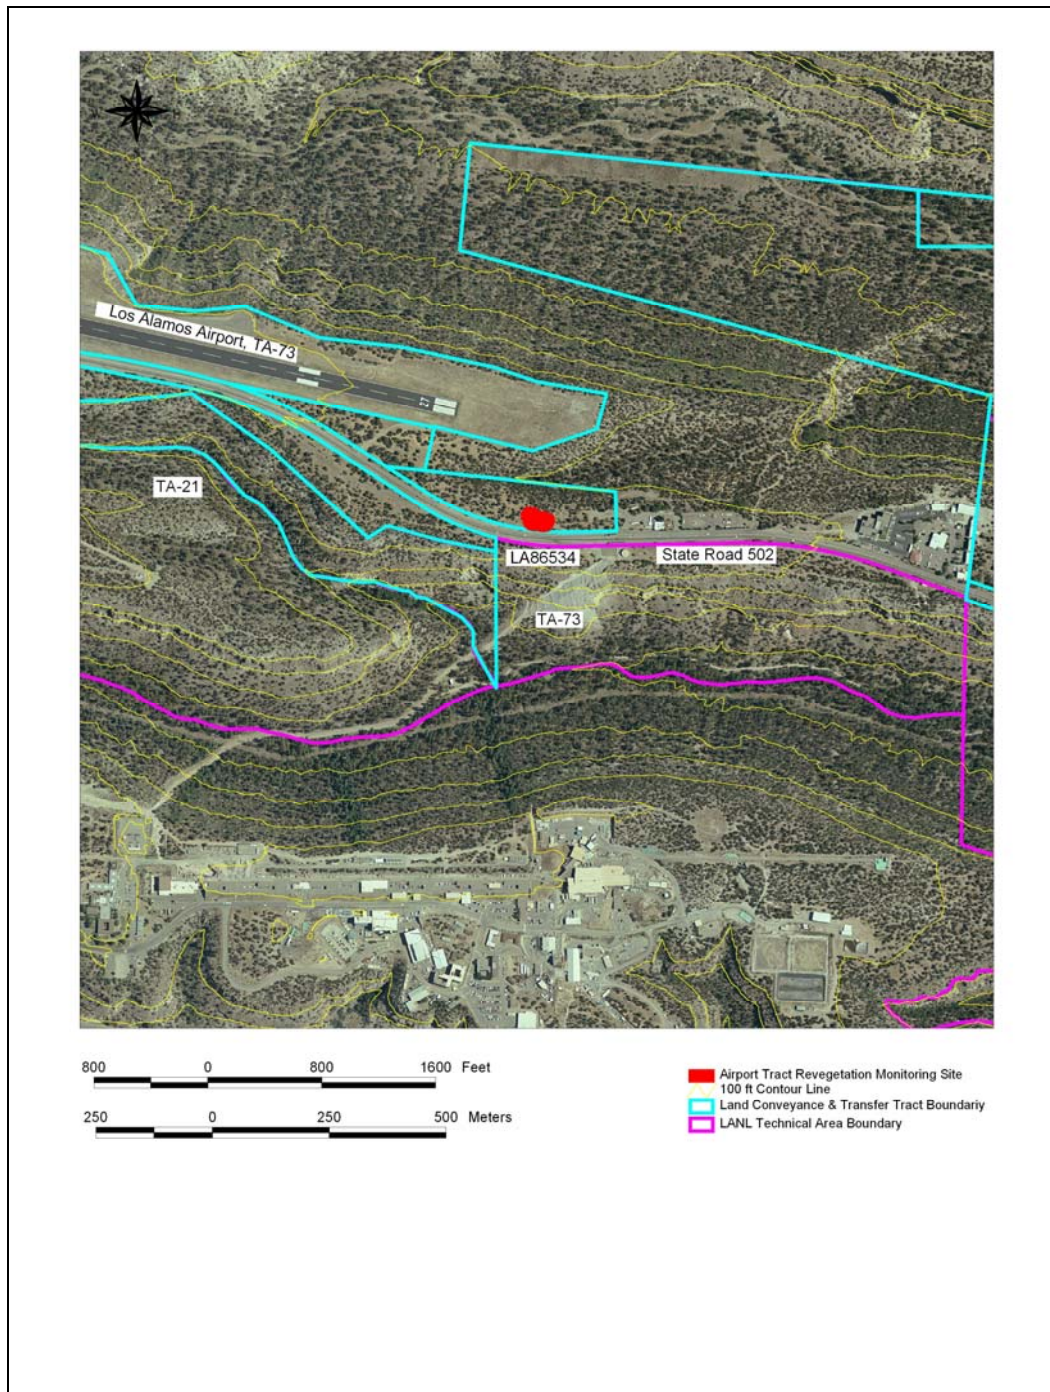 Los Alamos Airport, TA-73
27
TA-21
LA86534
State Road 502
TA-73
800 0 800 1600 Feet
250 0 250 500 Meters
Airport Tract Revegetation Monitoring Site
100 ft Contour Line
Land Conveyance & Transfer Tract Boundariy
LANL Technical Area Boundary